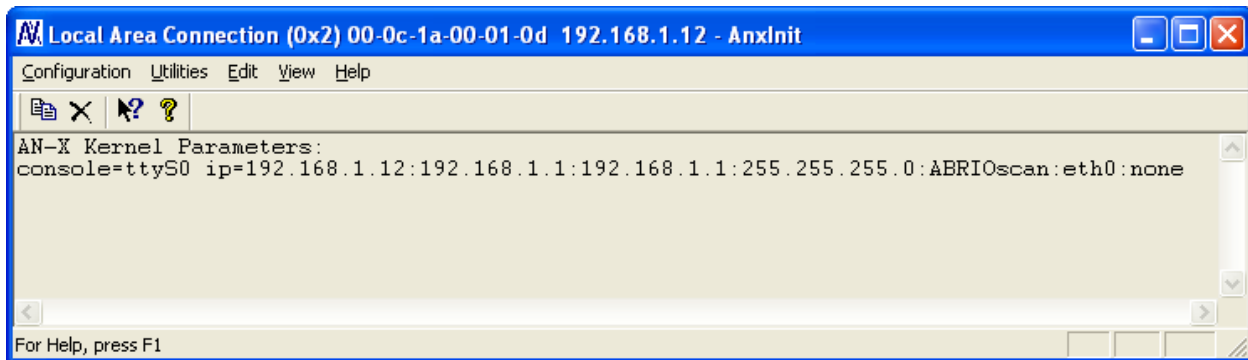 Local Area Connection (0x2) 00-0c-1a-00-01-0d 192.168.1.12 - AnxInit
Configuration Utilities Edit View Help
AN-X Kernel Parameters:
console=ttyS0 ip=192.168.1.12:192.168.1.1:192.168.1.1:255.255.255.0:ABRIOscan:eth0:none
For Help, press F1